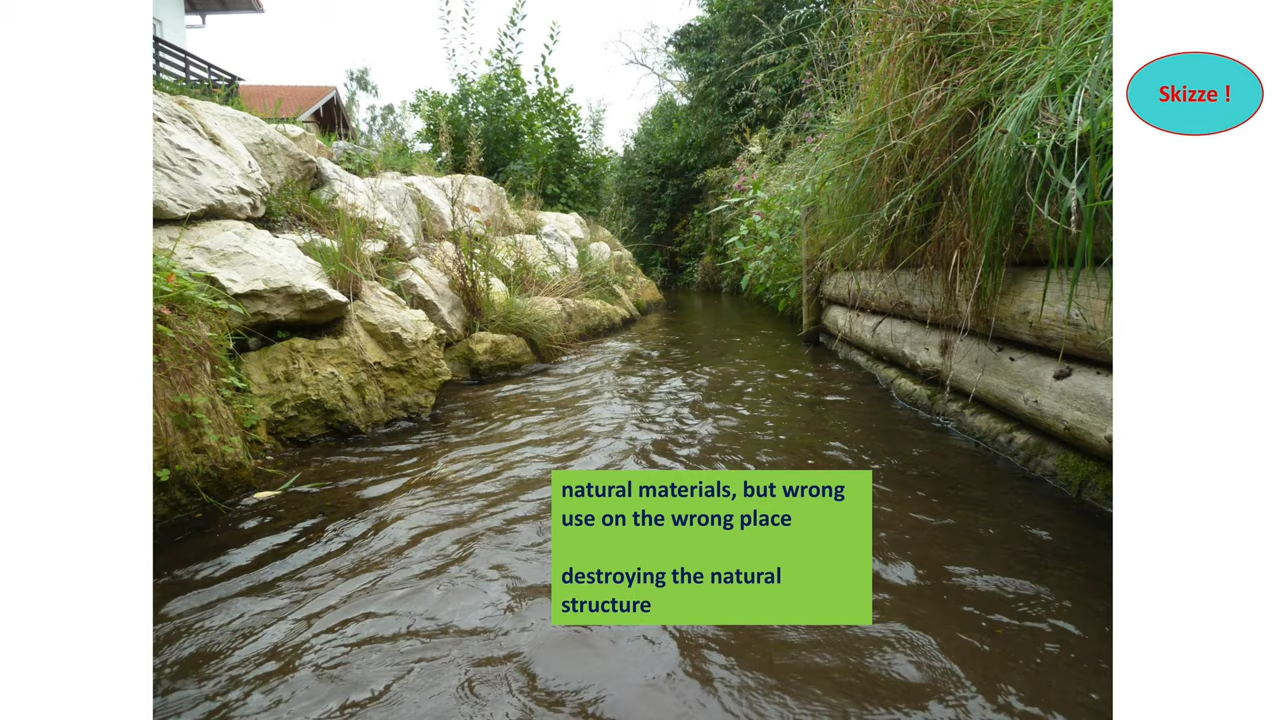 Skizze !
natural materials, but wrong
use on the wrong place
destroying the natural
structure